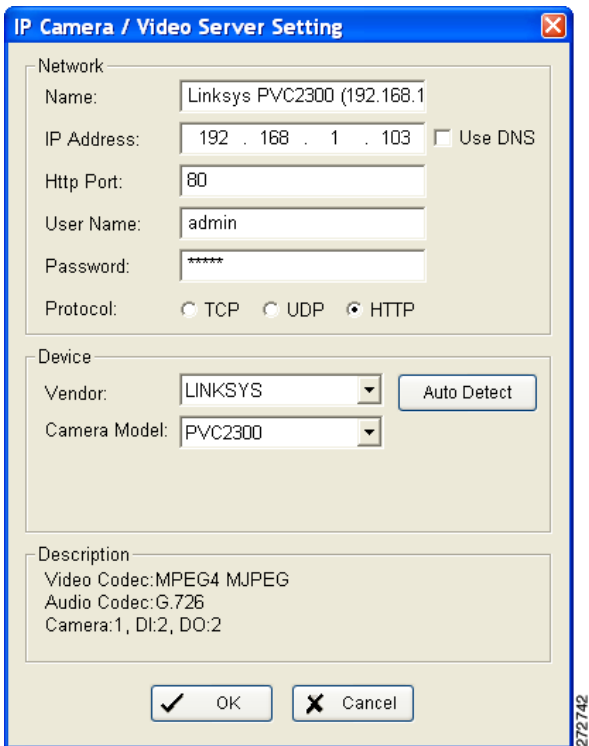 IP Camera / Video Server Setting
Network
Name: Linksys PVC2300 (192.168.1
IP Address: 192 . 168 . 1 . 103 Use DNS
Http Port: 80
User Name: admin
Password: *****
Protocol: TCP UDP HTTP
Device
Vendor: LINKSYS Auto Detect
Camera Model: PVC2300
Description
Video Codec:MPEG4 MJPEG
Audio Codec:G.726
Camera:1, DI:2, DO:2
OK Cancel
272742